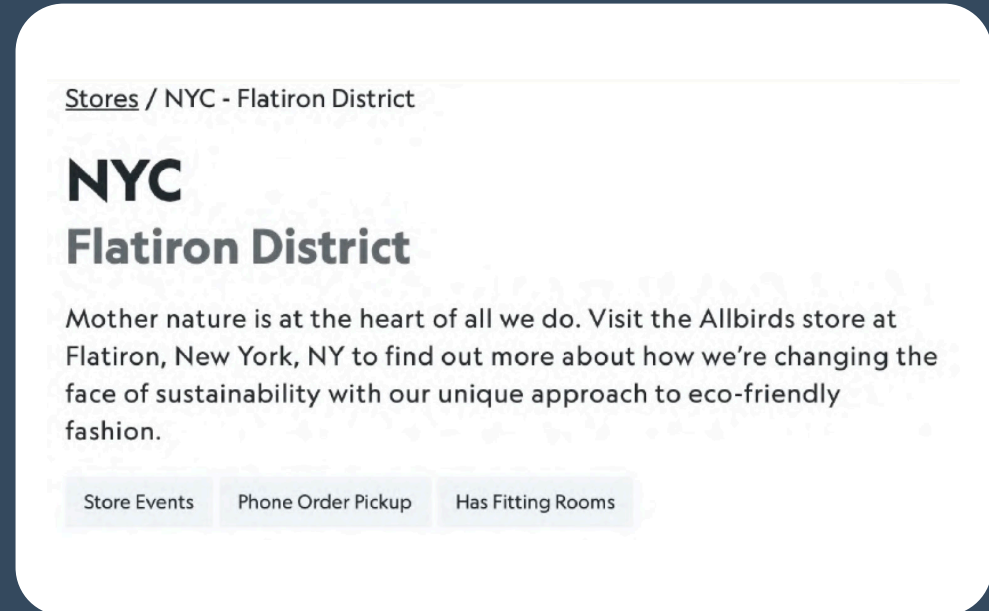 Stores / NYC - Flatiron District
NYC
Flatiron District
Mother nature is at the heart of all we do. Visit the Allbirds store at
Flatiron, New York, NY to find out more about how we’re changing the
face of sustainability with our unique approach to eco-friendly
fashion.
Store Events Phone Order Pickup Has Fitting Rooms